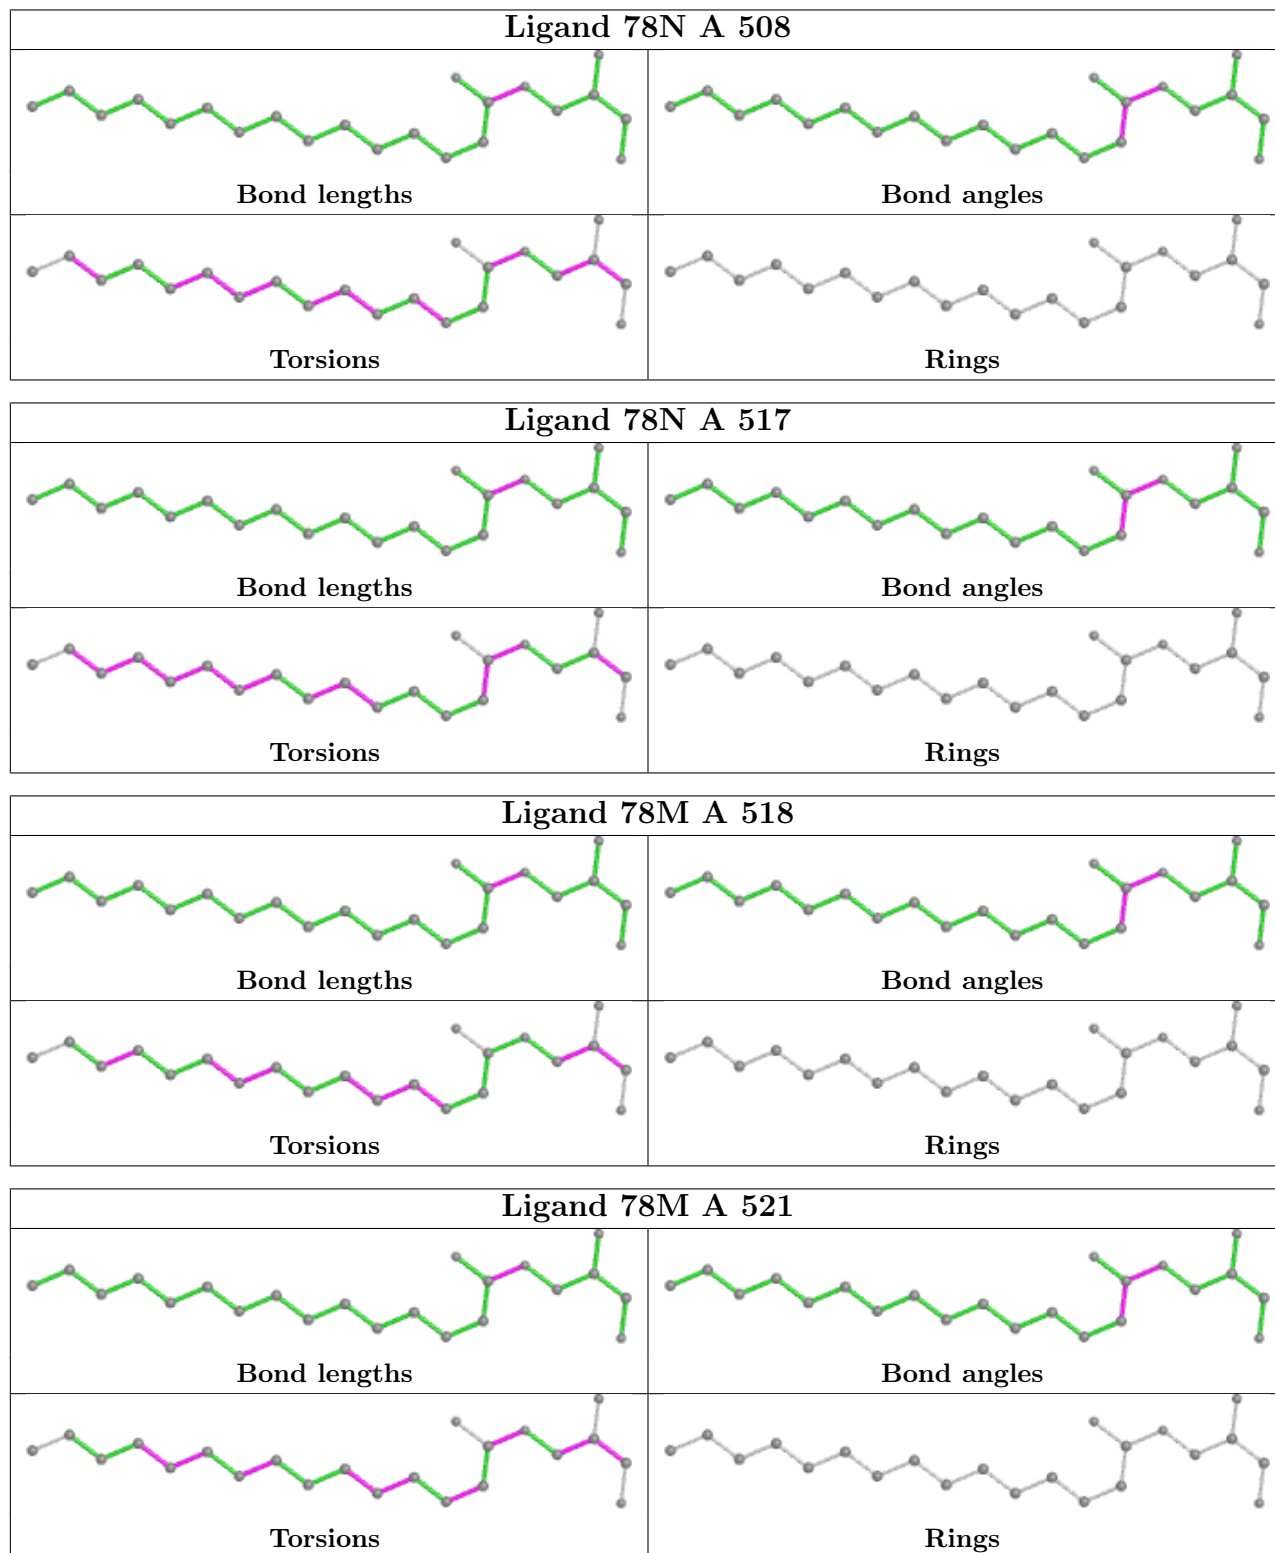 Ligand 78N A 508
Bond lengths
Bond angles
Torsions
Rings
Ligand 78N A 517
Bond lengths
Bond angles
Torsions
Rings
Ligand 78M A 518
Bond lengths
Bond angles
Torsions
Rings
Ligand 78M A 521
Bond lengths
Bond angles
Torsions
Rings